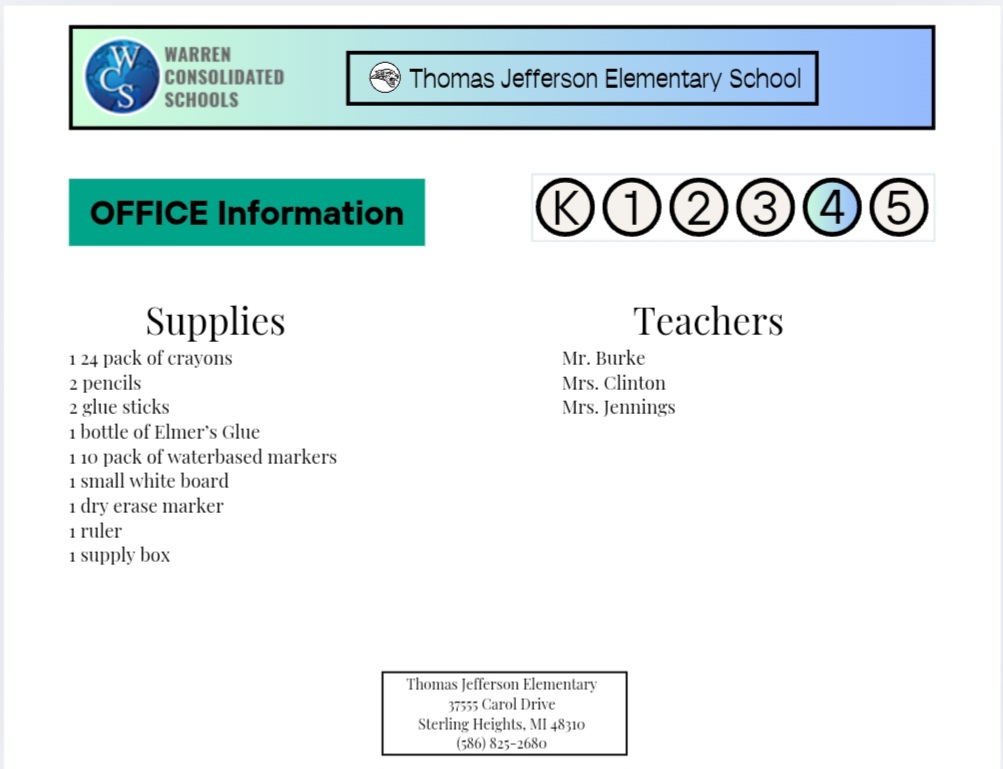 WCS
WARREN
CONSOLIDATED
SCHOOLS
Thomas Jefferson Elementary School
OFFICE Information
K 1 2 3 4 5
Supplies
1 24 pack of crayons
2 pencils
2 glue sticks
1 bottle of Elmer's Glue
1 10 pack of waterbased markers
1 small white board
1 dry erase marker
1 ruler
1 supply box
Teachers
Mr. Burke
Mrs. Clinton
Mrs. Jennings
Thomas Jefferson Elementary
37555 Carol Drive
Sterling Heights, MI 48310
(586) 825-2680